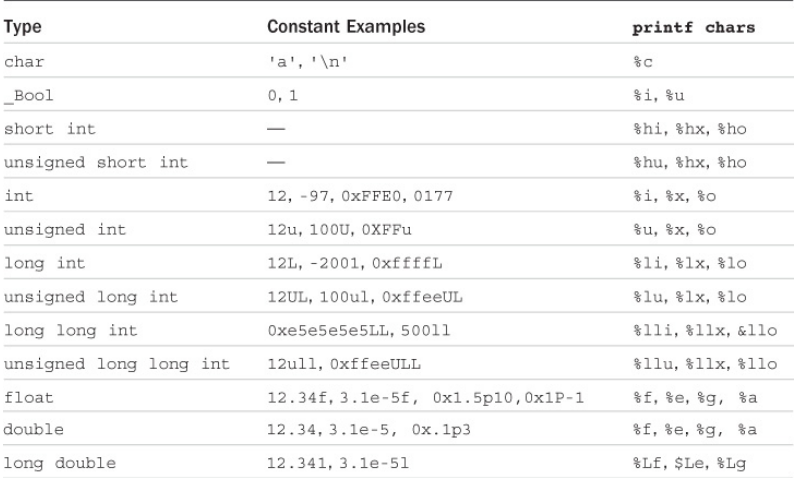 Type Constant Examples printf chars
char 'a', '\n' %c
_Bool 0, 1 %i, %u
short int — %hi, %hx, %ho
unsigned short int — %hu, %hx, %ho
int 12, -97, 0xFFE0, 0177 %i, %x, %o
unsigned int 12u, 100U, 0XFFu %u, %x, %o
long int 12L, -2001, 0xffffL %li, %lx, %lo
unsigned long int 12UL, 100ul, 0xffeeUL %lu, %lx, %lo
long long int 0xe5e5e5e5LL, 500ll %lli, %llx, &llo
unsigned long long int 12ull, 0xffeeULL %llu, %llx, %llo
float 12.34f, 3.1e-5f, 0x1.5p10,0x1P-1 %f, %e, %g, %a
double 12.34, 3.1e-5, 0x.1p3 %f, %e, %g, %a
long double 12.34l, 3.1e-5l %Lf, $Le, %Lg